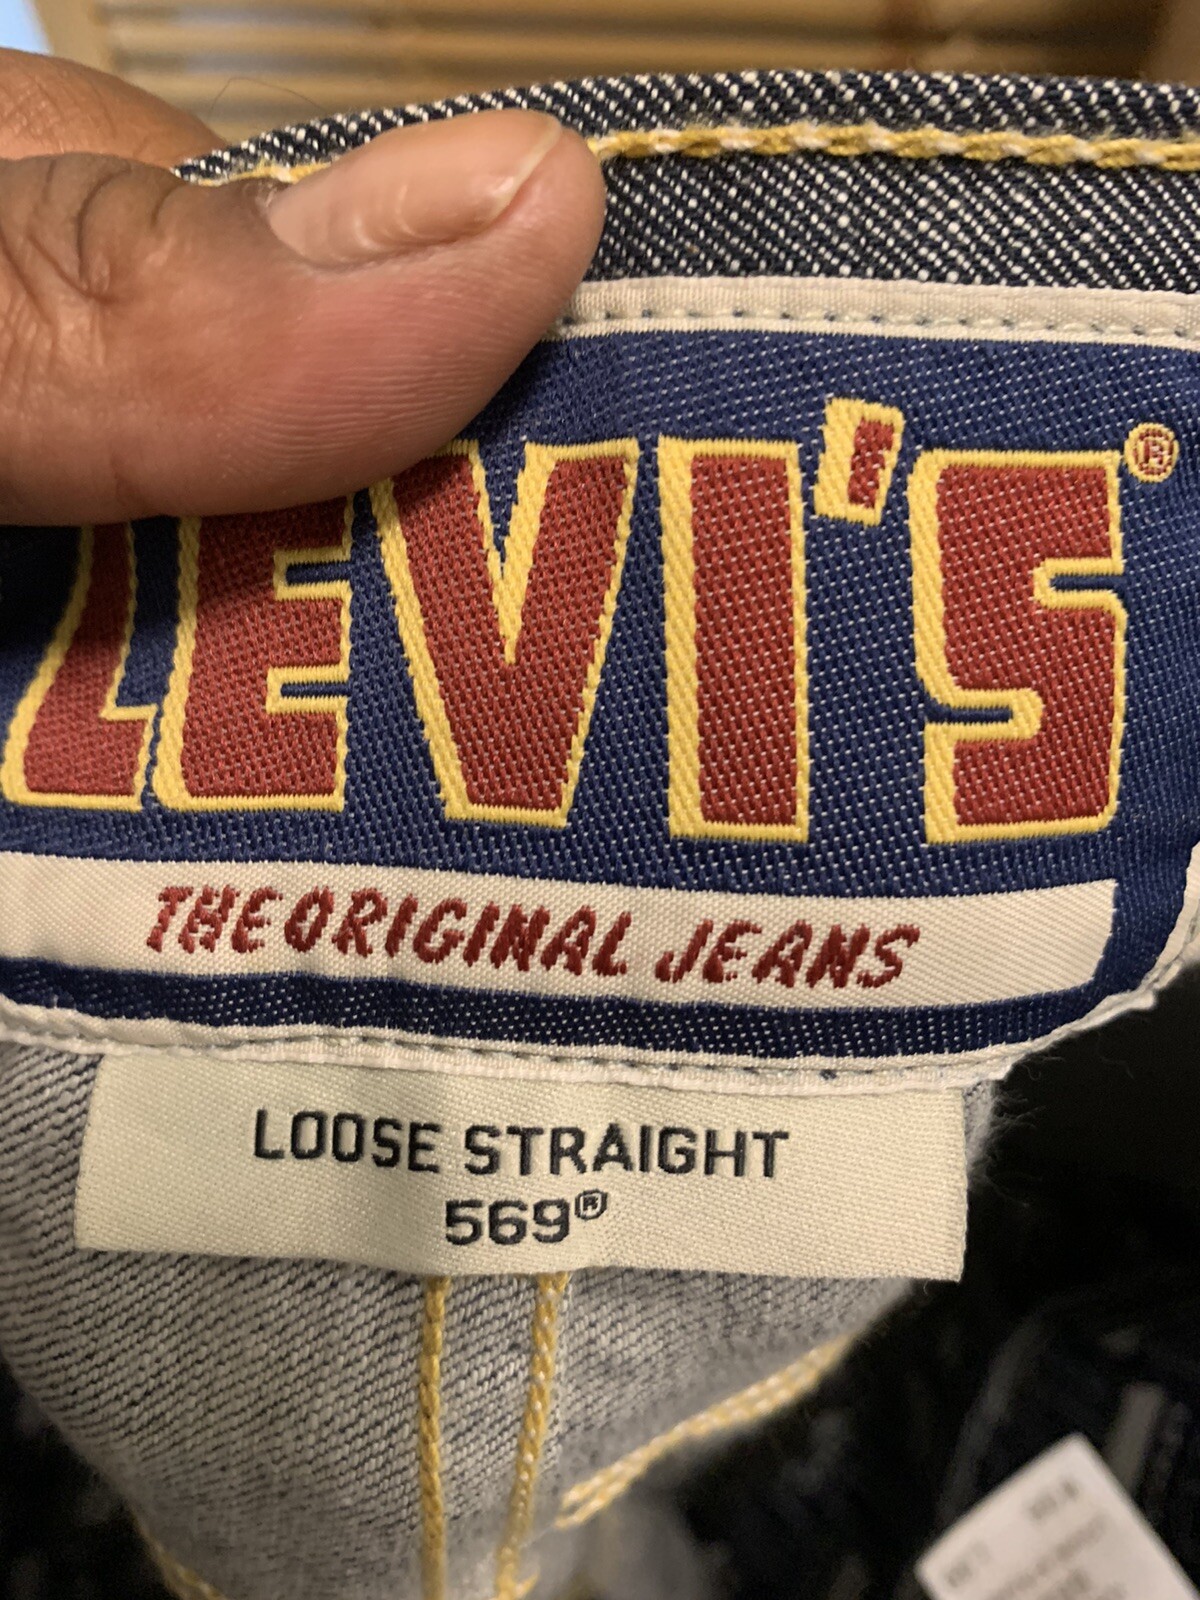 LEVI'S®
THE ORIGINAL JEANS
LOOSE STRAIGHT
569®